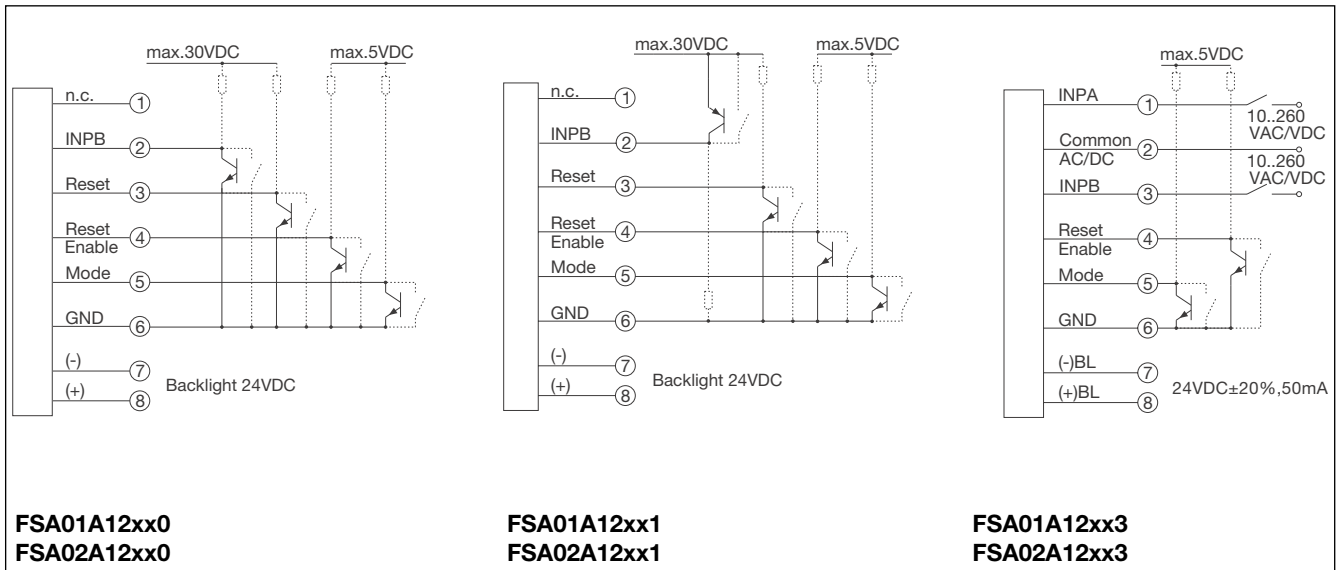 max.30VDC
max.5VDC
n.c.
1
INPB
2
Reset
3
Reset
Enable
4
Mode
5
GND
6
(-)
7
(+)
8
Backlight 24VDC
FSA01A12xx0
FSA02A12xx0
max.30VDC
max.5VDC
n.c.
1
INPB
2
Reset
3
Reset
Enable
4
Mode
5
GND
6
(-)
7
(+)
8
Backlight 24VDC
FSA01A12xx1
FSA02A12xx1
max.5VDC
INPA
1
10..260
VAC/VDC
Common
AC/DC
2
10..260
VAC/VDC
INPB
3
Reset
Enable
4
Mode
5
GND
6
(-)BL
7
(+)BL
8
24VDC±20%,50mA
FSA01A12xx3
FSA02A12xx3